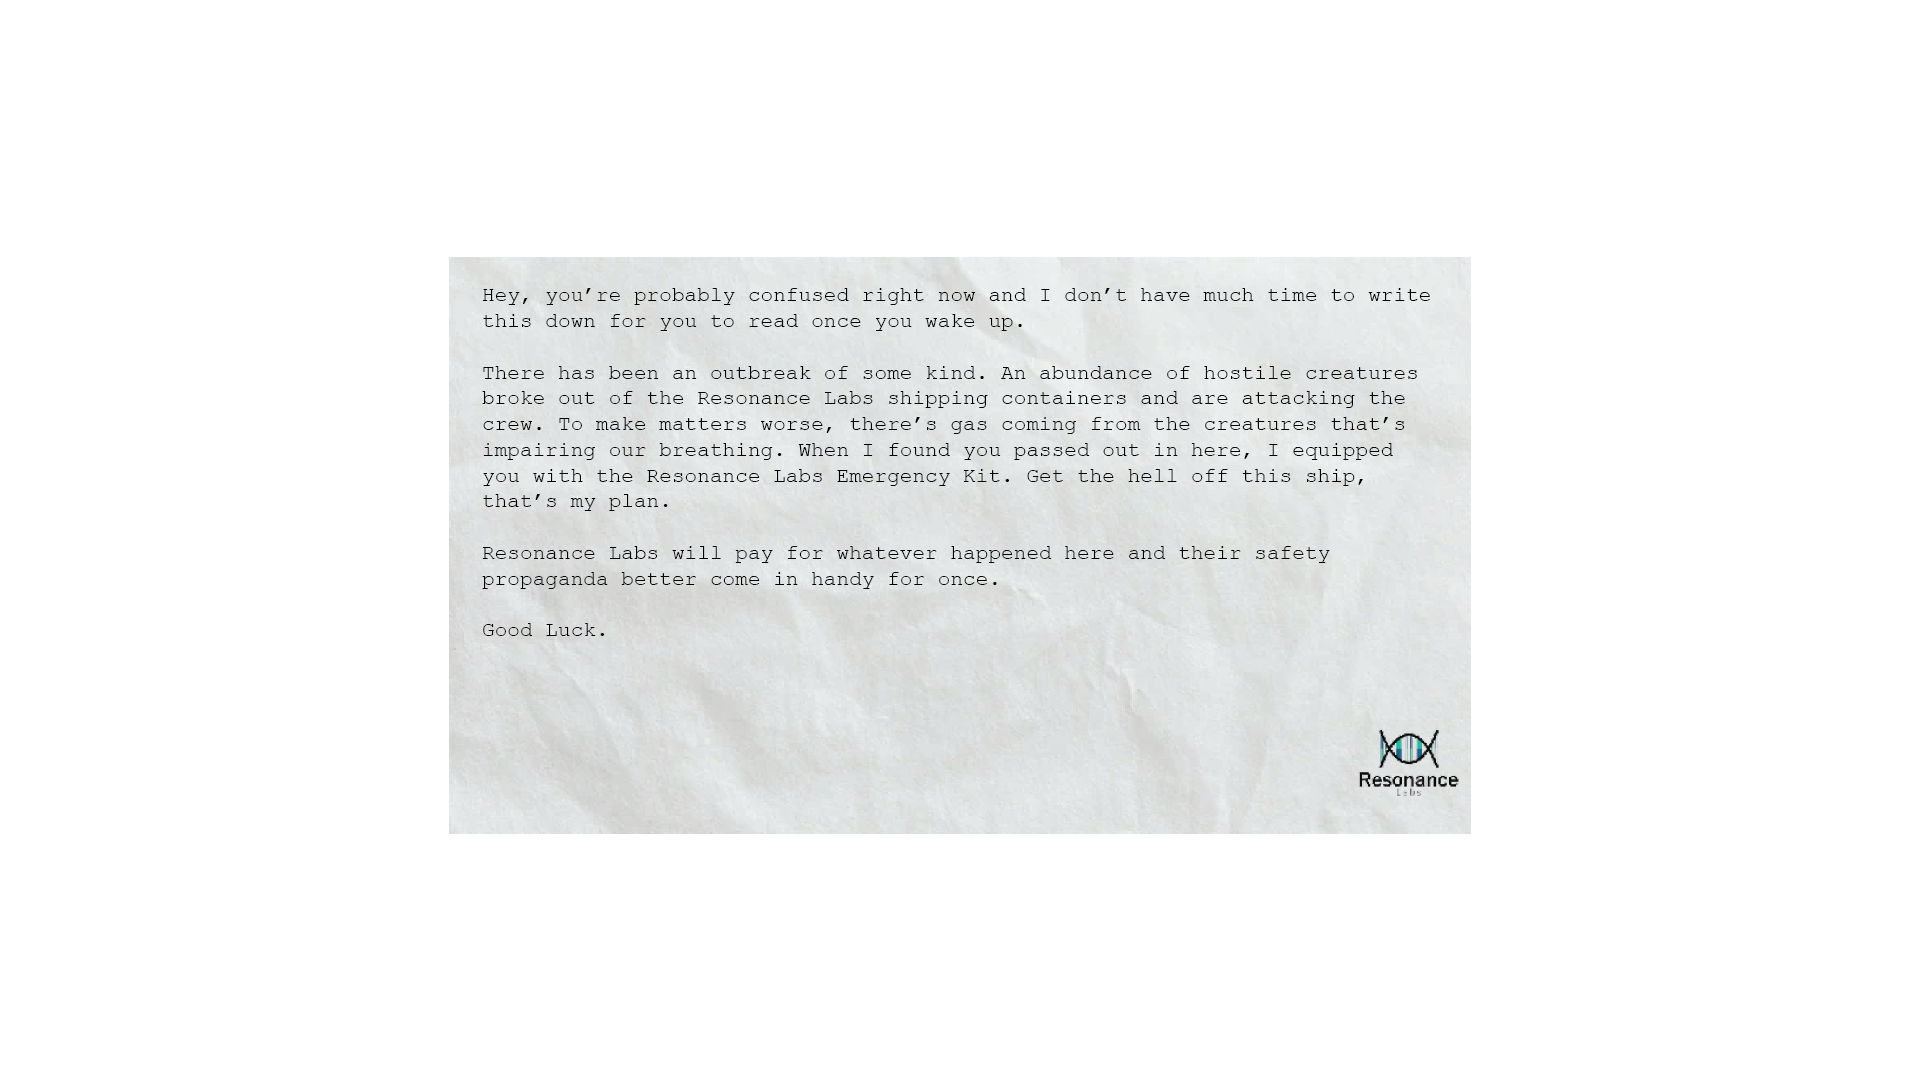 Hey, you’re probably confused right now and I don’t have much time to write
this down for you to read once you wake up.
There has been an outbreak of some kind. An abundance of hostile creatures
broke out of the Resonance Labs shipping containers and are attacking the
crew. To make matters worse, there’s gas coming from the creatures that’s
impairing our breathing. When I found you passed out in here, I equipped
you with the Resonance Labs Emergency Kit. Get the hell off this ship,
that’s my plan.
Resonance Labs will pay for whatever happened here and their safety
propaganda better come in handy for once.
Good Luck.
Resonance
Labs